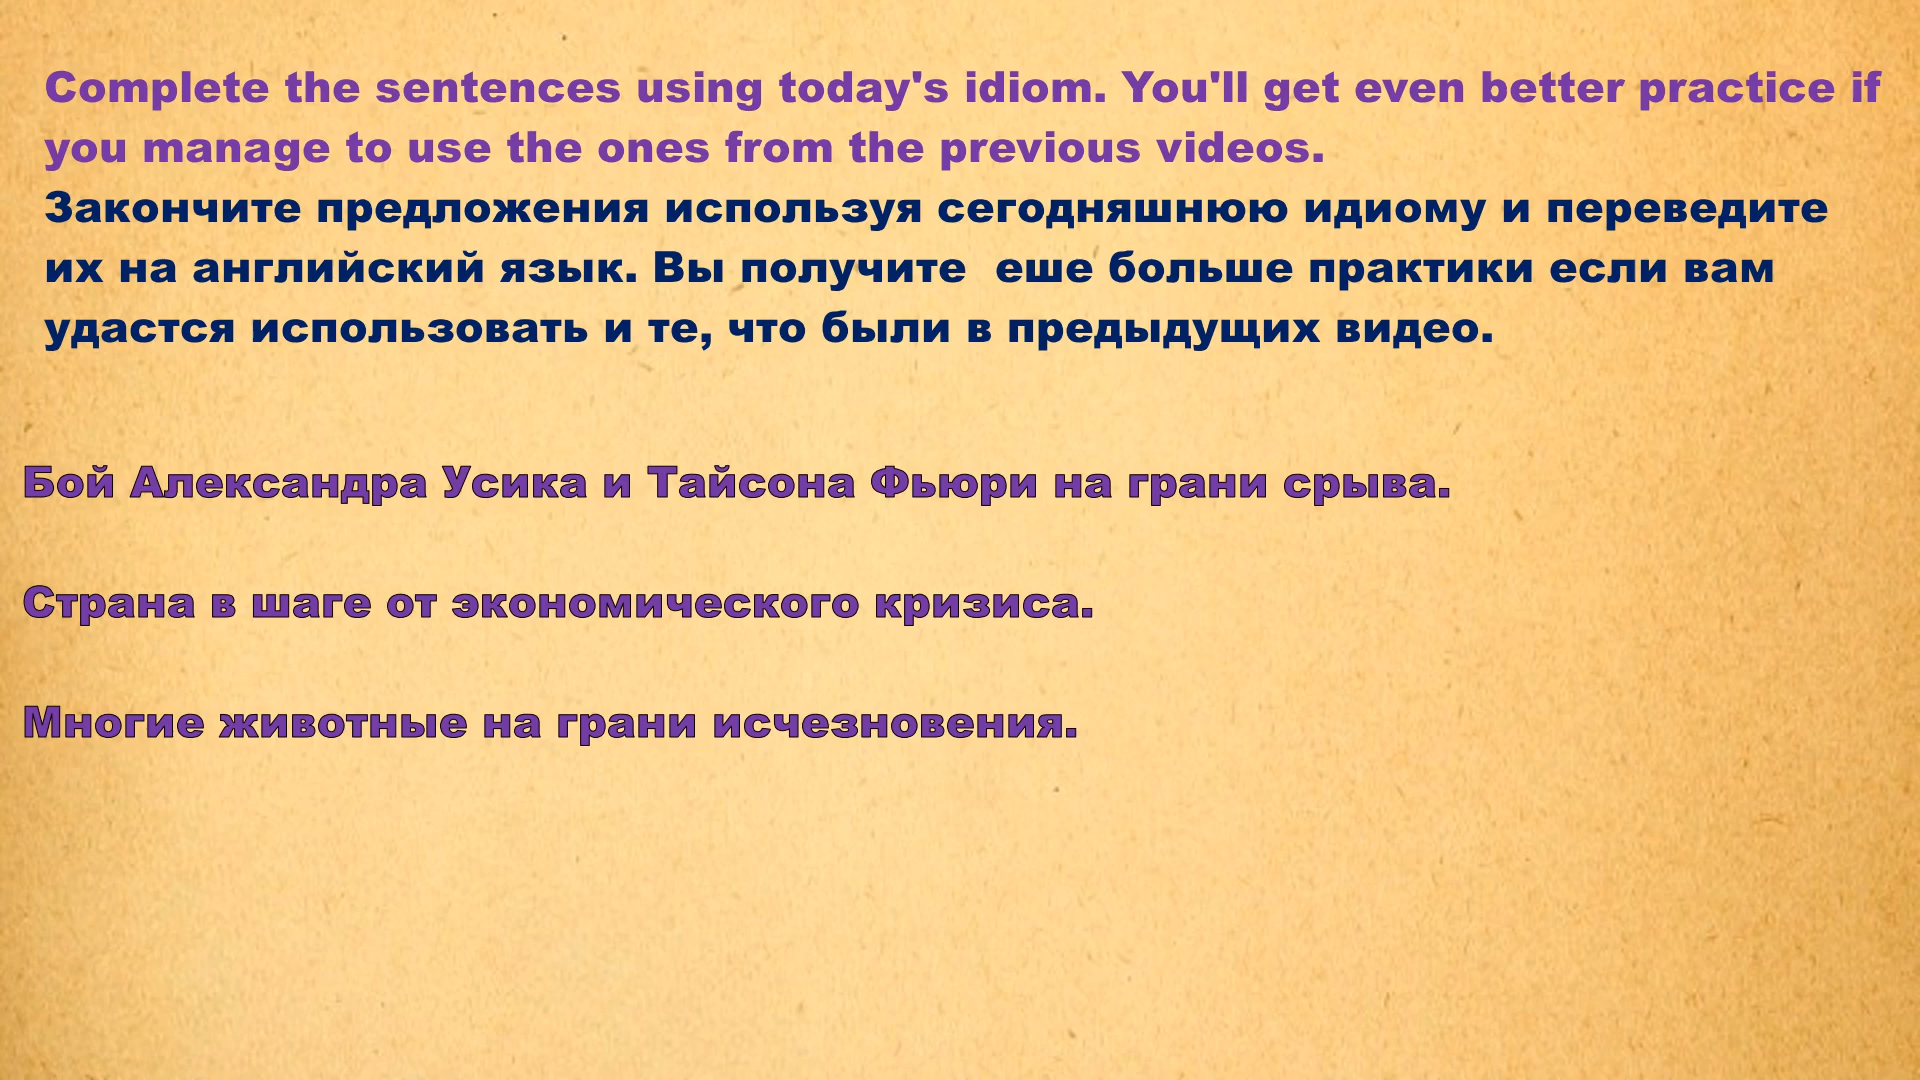 Complete the sentences using today's idiom. You'll get even better practice if
you manage to use the ones from the previous videos.
Закончите предложения используя сегодняшнюю идиому и переведите
их на английский язык. Вы получите  еше больше практики если вам
удастся использовать и те, что были в предыдущих видео.
Бой Александра Усика и Тайсона Фьюри на грани срыва.
Страна в шаге от экономического кризиса.
Многие животные на грани исчезновения.